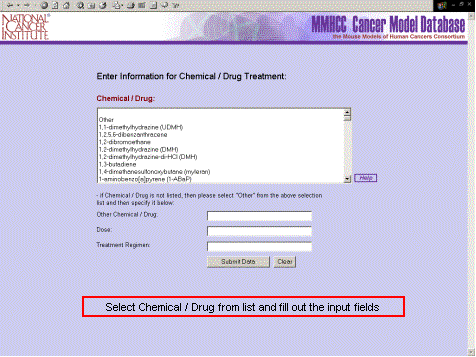 NATIONAL
CANCER
INSTITUTE
MMHCC Cancer Model Database
the Mouse Models of Human Cancers Consortium
Enter Information for Chemical / Drug Treatment:
Chemical / Drug:
Other
1,1-dimethylhydrazine (UDMH)
1,2,5,6-dibenzanthracene
1,2-dibromoethane
1,2-dimethylhydrazine (DMH)
1,2-dimethylhydrazine-di-HCl (DMH)
1,3-butadiene
1,4-dimethanesulfonoxybutane (myleran)
1-aminobenzo[a]pyrene (1-ABaP)
Help
- If Chemical / Drug is not listed, then please select "Other" from the above selection
list and then specify it below.
Other Chemical / Drug:
Dose:
Treatment Regimen:
Submit Data Clear
Select Chemical / Drug from list and fill out the input fields